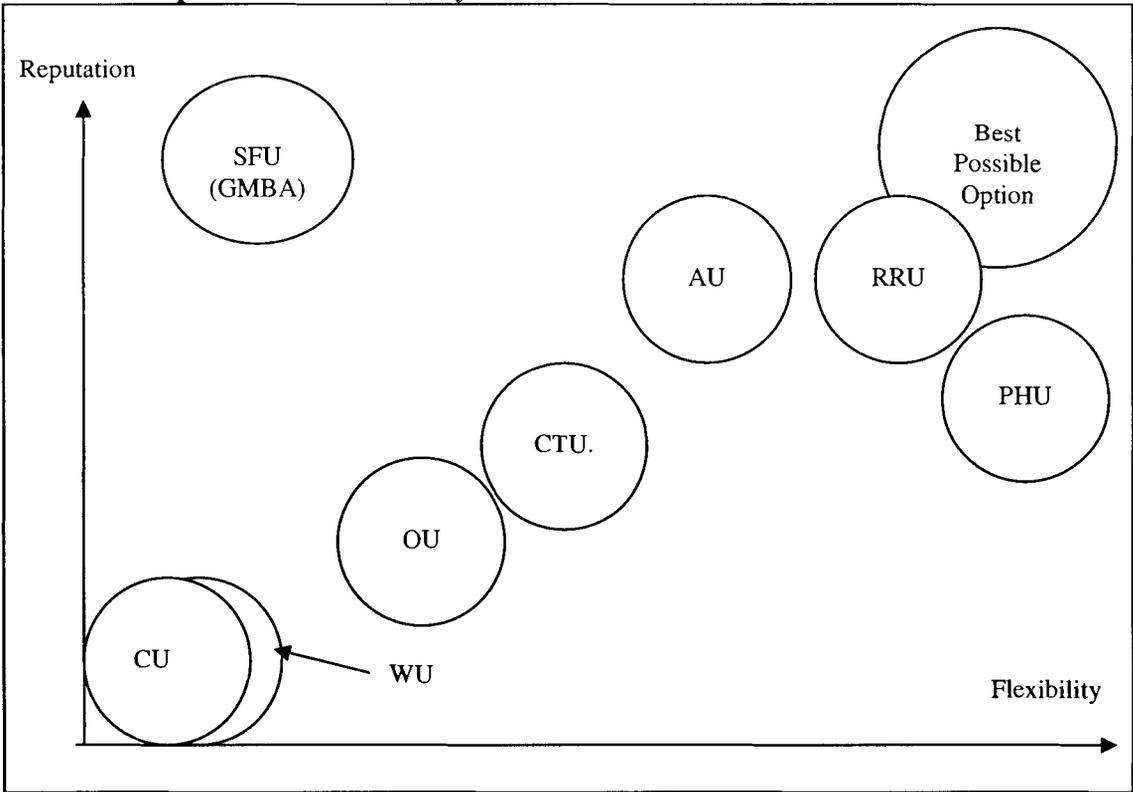 Reputation
SFU
(GMBA)
Best
Possible
Option
AU
RRU
PHU
CTU.
OU
CU
WU
Flexibility